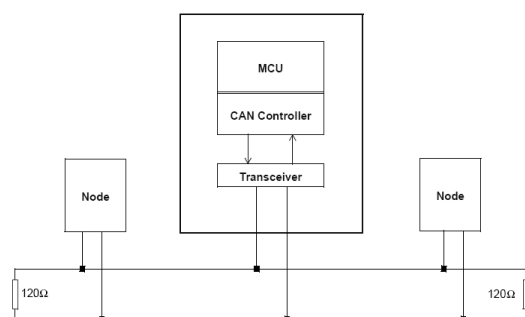 MCU
CAN Controller
Transceiver
Node
Node
120Ω
120Ω